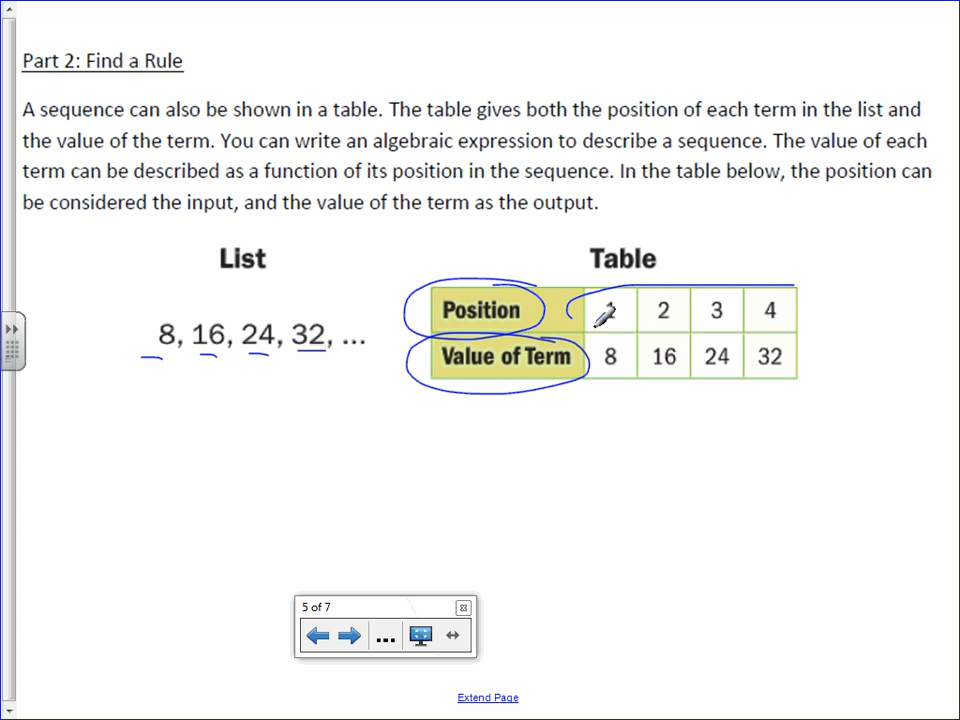 Part 2: Find a Rule
A sequence can also be shown in a table. The table gives both the position of each term in the list and
the value of the term. You can write an algebraic expression to describe a sequence. The value of each
term can be described as a function of its position in the sequence. In the table below, the position can
be considered the input, and the value of the term as the output.
List
8, 16, 24, 32, ...
Table
Position 1 2 3 4
Value of Term 8 16 24 32
5 of 7
Extend Page